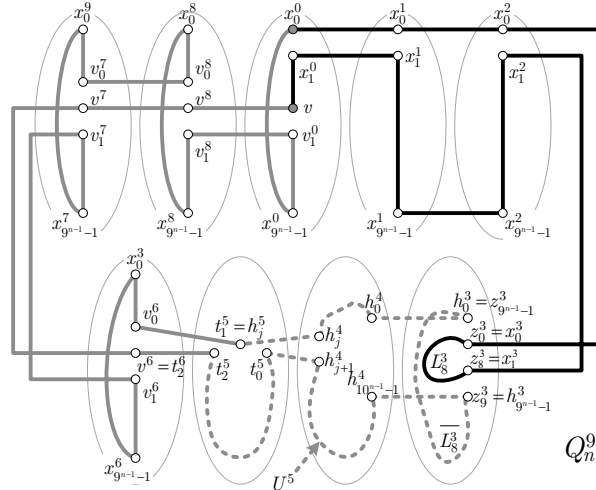 x_0^9 x_0^8 x_0^0 x_0^1 x_0^2
v_0^7 v_0^8 x_1^0 x_1^1 x_1^2
v^7 v^8 v
v_1^7 v_1^8 v_1^0
x_{9^{n-1}-1}^7 x_{9^{n-1}-1}^8 x_{9^{n-1}-1}^0 x_{9^{n-1}-1}^1 x_{9^{n-1}-1}^2
x_0^3
v_0^6 t_1^5=h_j^5 h_j^4 h_0^4 h_0^3=z_{9^{n-1}-1}^3
z_0^3=x_0^3
v^6=t_2^6 t_2^5 t_0^5 h_{j+1}^4 L_8^3 z_8^3=x_1^3
v_1^6 h_{10^{n-1}-1}^4 z_9^3=h_{9^{n-1}-1}^3
\overline{L_8^3}
x_{9^{n-1}-1}^6 U^5 Q_n^9